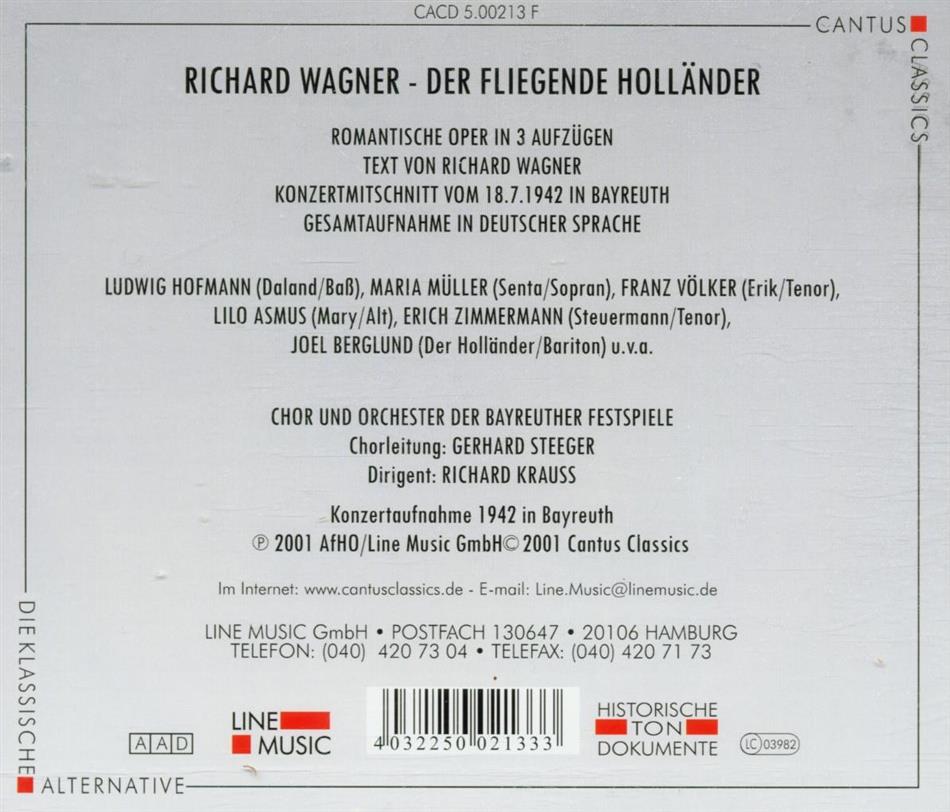 CACD 5.00213 F
CANTUS
CLASSICS
RICHARD WAGNER - DER FLIEGENDE HOLLÄNDER
ROMANTISCHE OPER IN 3 AUFZÜGEN
TEXT VON RICHARD WAGNER
KONZERTMITSCHNITT VOM 18.7.1942 IN BAYREUTH
GESAMTAUFNAHME IN DEUTSCHER SPRACHE
LUDWIG HOFMANN (Daland/Baß), MARIA MÜLLER (Senta/Sopran), FRANZ VÖLKER (Erik/Tenor),
LILO ASMUS (Mary/Alt), ERICH ZIMMERMANN (Steuermann/Tenor),
JOEL BERGLUND (Der Holländer/Bariton) u.v.a.
CHOR UND ORCHESTER DER BAYREUTHER FESTSPIELE
Chorleitung: GERHARD STEEGER
Dirigent: RICHARD KRAUSS
Konzertaufnahme 1942 in Bayreuth
℗ 2001 AfHO/Line Music GmbH© 2001 Cantus Classics
Im Internet: www.cantusclassics.de - E-mail: Line.Music@linemusic.de
LINE MUSIC GmbH • POSTFACH 130647 • 20106 HAMBURG
TELEFON: (040) 420 73 04 • TELEFAX: (040) 420 71 73
DIE KLASSISCHE
ALTERNATIVE
AAD
LINE
MUSIC
4032250021333
HISTORISCHE
TON
DOKUMENTE
LC 03982